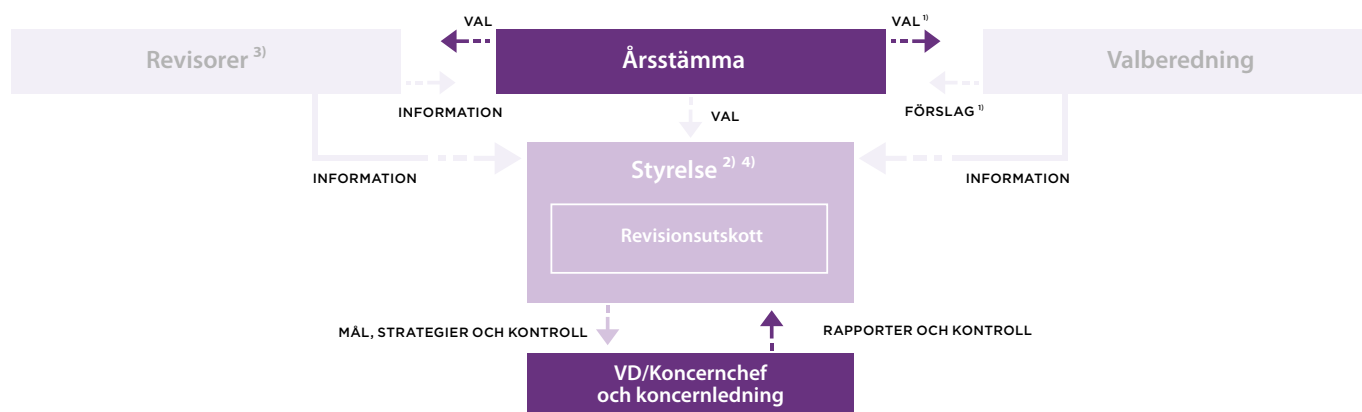 VAL
VAL 1)
Revisorer 3)
Årsstämma
Valberedning
INFORMATION
VAL
FÖRSLAG 1)
INFORMATION
Styrelse 2) 4)
INFORMATION
Revisionsutskott
MÅL, STRATEGIER OCH KONTROLL
RAPPORTER OCH KONTROLL
VD/Koncernchef
och koncernledning